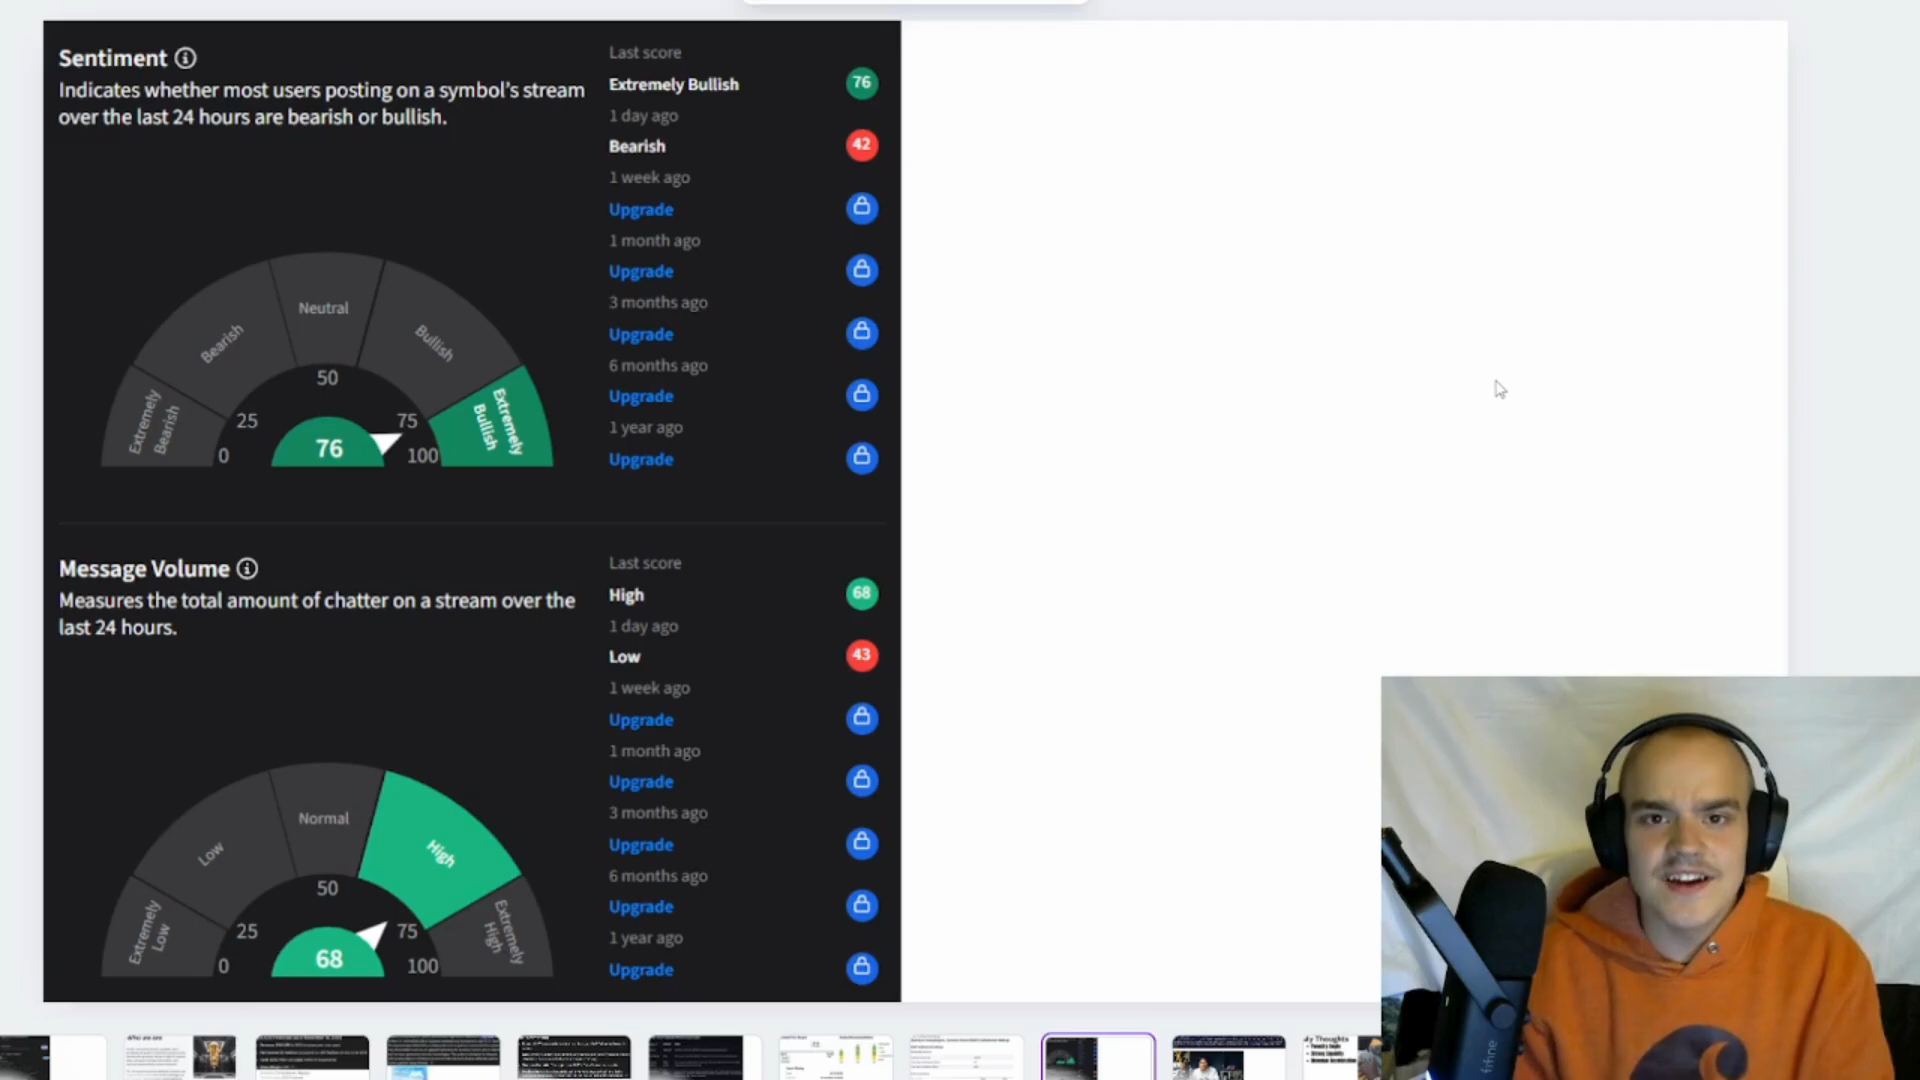 Sentiment
Indicates whether most users posting on a symbol's stream
over the last 24 hours are bearish or bullish.
Extremely
Bearish
Bearish
Neutral
Bullish
Extremely
Bullish
0
25
50
75
100
76
Last score
Extremely Bullish
76
1 day ago
Bearish
42
1 week ago
Upgrade
1 month ago
Upgrade
3 months ago
Upgrade
6 months ago
Upgrade
1 year ago
Upgrade
Message Volume
Measures the total amount of chatter on a stream over the
last 24 hours.
Extremely
Low
Low
Normal
High
Extremely
High
0
25
50
75
100
68
Last score
High
68
1 day ago
Low
43
1 week ago
Upgrade
1 month ago
Upgrade
3 months ago
Upgrade
6 months ago
Upgrade
1 year ago
Upgrade
Who are we
Thoughts
fifine